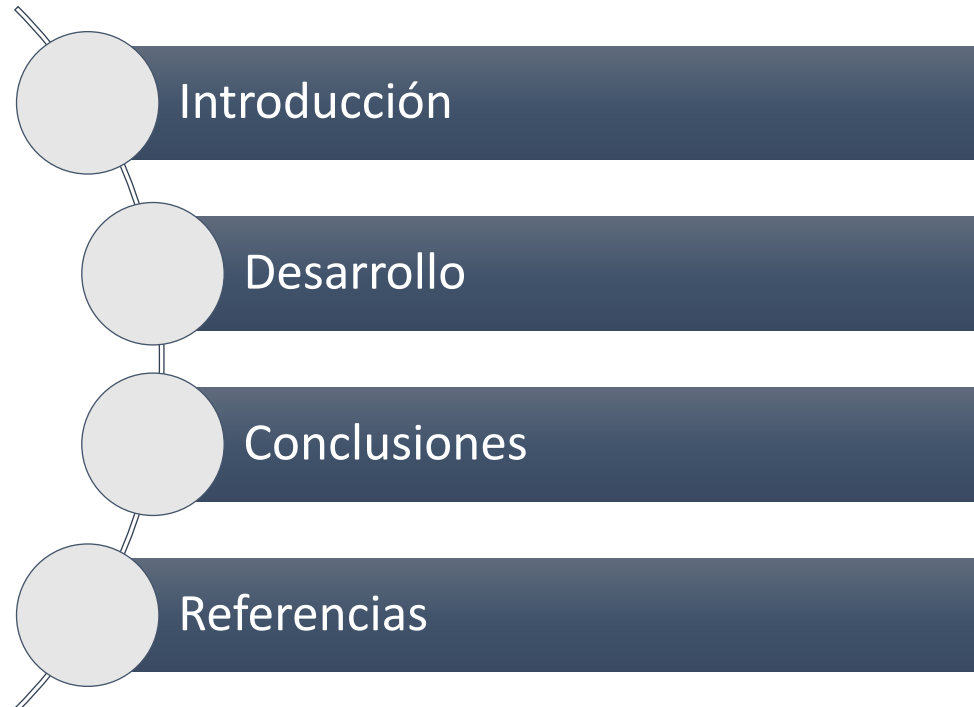 Introducción
Desarrollo
Conclusiones
Referencias